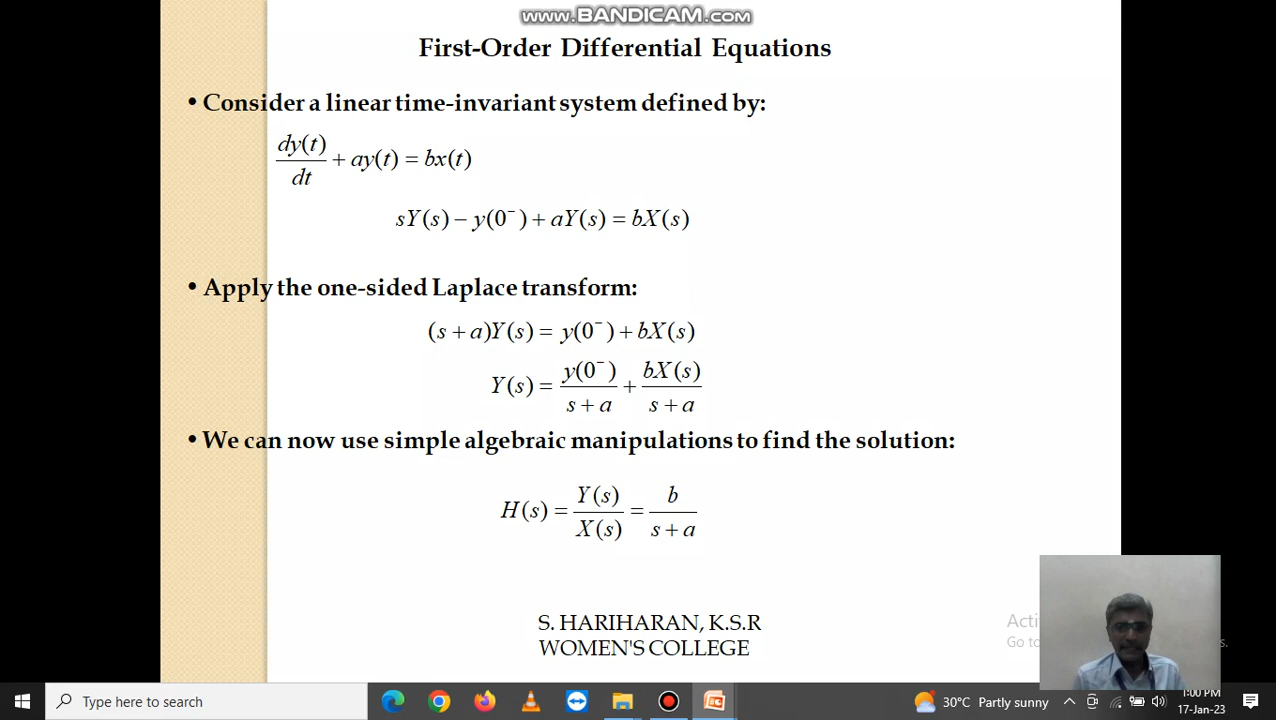 www.BANDICAM.com
First-Order Differential Equations
• Consider a linear time-invariant system defined by:
dy(t)/dt + ay(t) = bx(t)
sY(s) − y(0⁻) + aY(s) = bX(s)
• Apply the one-sided Laplace transform:
(s + a)Y(s) = y(0⁻) + bX(s)
Y(s) = y(0⁻)/(s + a) + bX(s)/(s + a)
• We can now use simple algebraic manipulations to find the solution:
H(s) = Y(s)/X(s) = b/(s + a)
S. HARIHARAN, K.S.R
WOMEN'S COLLEGE
Go to
Type here to search
30°C Partly sunny
1:00 PM
17-Jan-23